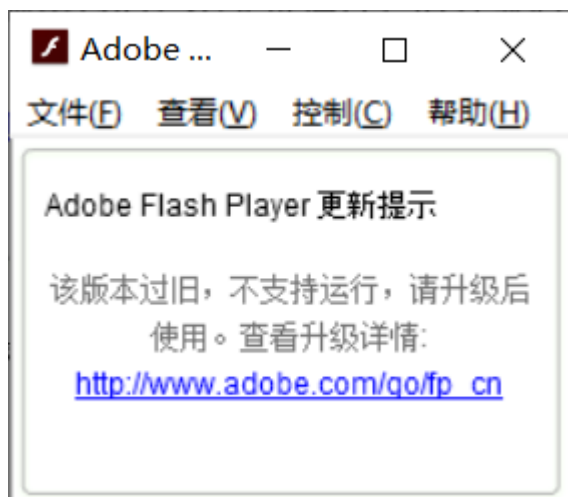 Adobe ...
文件(F) 查看(V) 控制(C) 帮助(H)
Adobe Flash Player 更新提示
该版本过旧，不支持运行，请升级后
使用。查看升级详情:
http://www.adobe.com/go/fp_cn